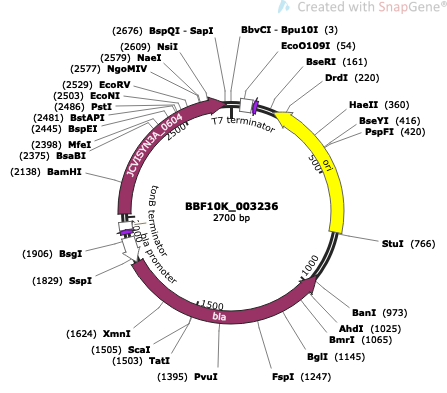 Created with SnapGene®
(2676) BspQI - SapI
(2609) NsiI
(2579) NaeI
(2577) NgoMIV
(2529) EcoRV
(2503) EcoNI
(2486) PstI
(2481) BstAPI
(2445) BspEI
(2398) MfeI
(2375) BsaBI
(2138) BamHI
(1906) BsgI
(1829) SspI
(1624) XmnI
(1505) ScaI
(1503) TatI
(1395) PvuI
BbvCI - Bpu10I (3)
EcoO109I (54)
BseRI (161)
DrdI (220)
HaeII (360)
BseYI (416)
PspFI (420)
StuI (766)
BanI (973)
AhdI (1025)
BmrI (1065)
BglI (1145)
FspI (1247)
T7 terminator
ori
500
1000
1500
bla
bla promoter
tonB terminator
2000
JCVISYN3A_0604
2500
BBF10K_003236
2700 bp